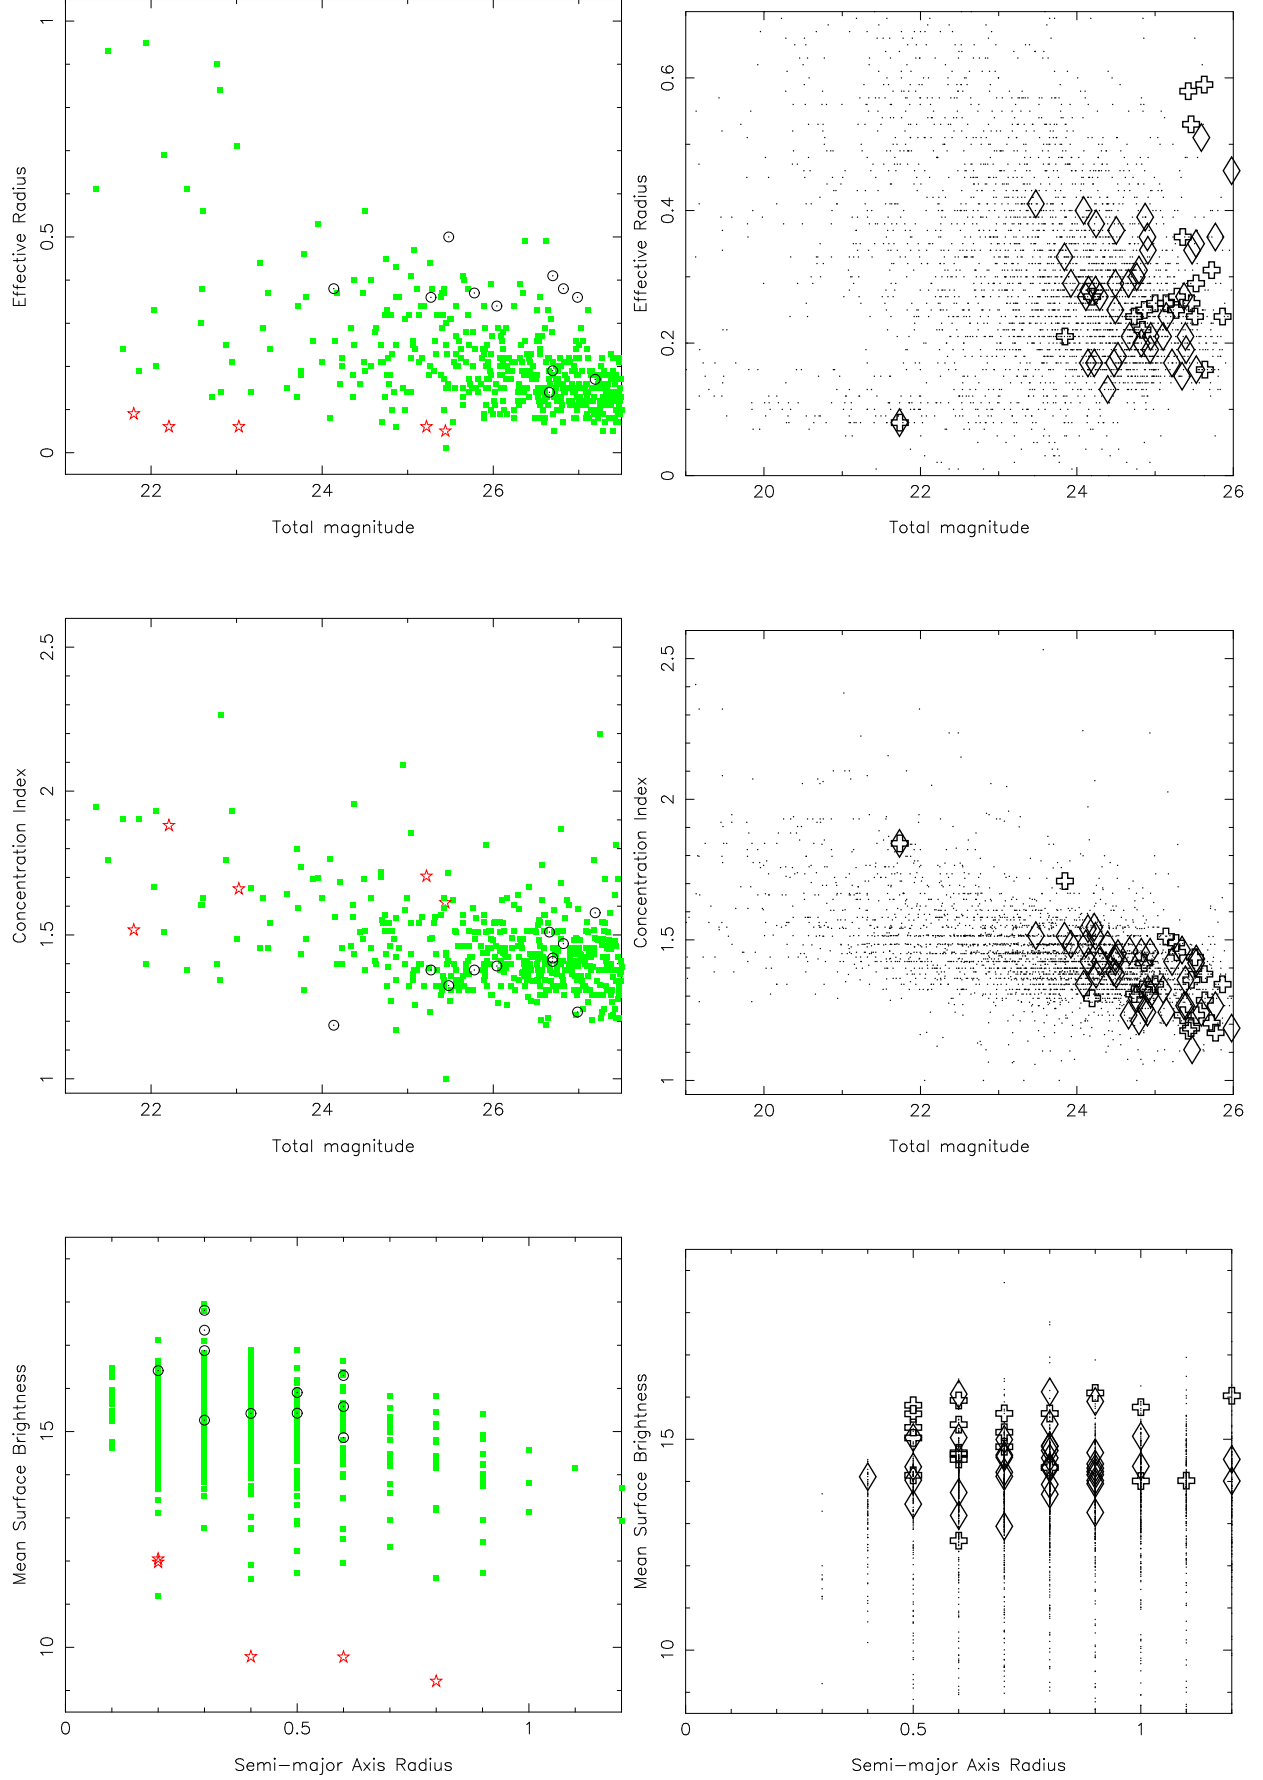 1
0.5
0
Effective Radius
22 24 26
Total magnitude
0.6
0.4
0.2
0
Effective Radius
20 22 24 26
Total magnitude
2.5
2
1.5
1
Concentration Index
22 24 26
Total magnitude
2.5
2
1.5
1
Concentration Index
20 22 24 26
Total magnitude
15
10
Mean Surface Brightness
0 0.5 1
Semi-major Axis Radius
15
10
Mean Surface Brightness
0 0.5 1
Semi-major Axis Radius